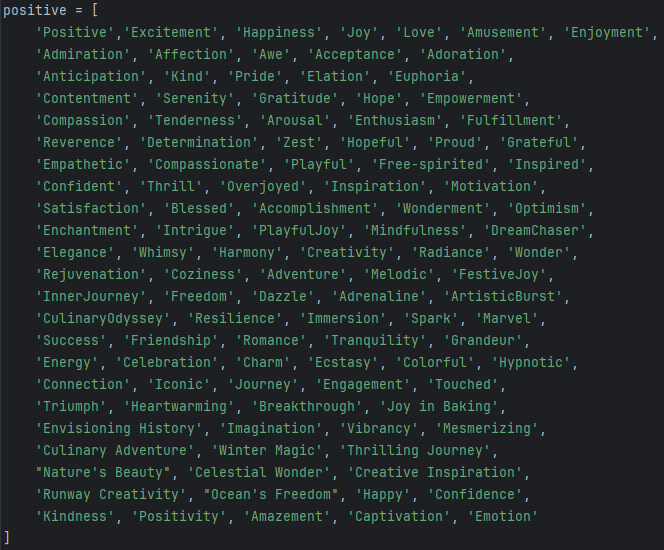 positive = [
'Positive','Excitement', 'Happiness', 'Joy', 'Love', 'Amusement', 'Enjoyment',
'Admiration', 'Affection', 'Awe', 'Acceptance', 'Adoration',
'Anticipation', 'Kind', 'Pride', 'Elation', 'Euphoria',
'Contentment', 'Serenity', 'Gratitude', 'Hope', 'Empowerment',
'Compassion', 'Tenderness', 'Arousal', 'Enthusiasm', 'Fulfillment',
'Reverence', 'Determination', 'Zest', 'Hopeful', 'Proud', 'Grateful',
'Empathetic', 'Compassionate', 'Playful', 'Free-spirited', 'Inspired',
'Confident', 'Thrill', 'Overjoyed', 'Inspiration', 'Motivation',
'Satisfaction', 'Blessed', 'Accomplishment', 'Wonderment', 'Optimism',
'Enchantment', 'Intrigue', 'PlayfulJoy', 'Mindfulness', 'DreamChaser',
'Elegance', 'Whimsy', 'Harmony', 'Creativity', 'Radiance', 'Wonder',
'Rejuvenation', 'Coziness', 'Adventure', 'Melodic', 'FestiveJoy',
'InnerJourney', 'Freedom', 'Dazzle', 'Adrenaline', 'ArtisticBurst',
'CulinaryOdyssey', 'Resilience', 'Immersion', 'Spark', 'Marvel',
'Success', 'Friendship', 'Romance', 'Tranquility', 'Grandeur',
'Energy', 'Celebration', 'Charm', 'Ecstasy', 'Colorful', 'Hypnotic',
'Connection', 'Iconic', 'Journey', 'Engagement', 'Touched',
'Triumph', 'Heartwarming', 'Breakthrough', 'Joy in Baking',
'Envisioning History', 'Imagination', 'Vibrancy', 'Mesmerizing',
'Culinary Adventure', 'Winter Magic', 'Thrilling Journey',
"Nature's Beauty", 'Celestial Wonder', 'Creative Inspiration',
'Runway Creativity', "Ocean's Freedom", 'Happy', 'Confidence',
'Kindness', 'Positivity', 'Amazement', 'Captivation', 'Emotion'
]